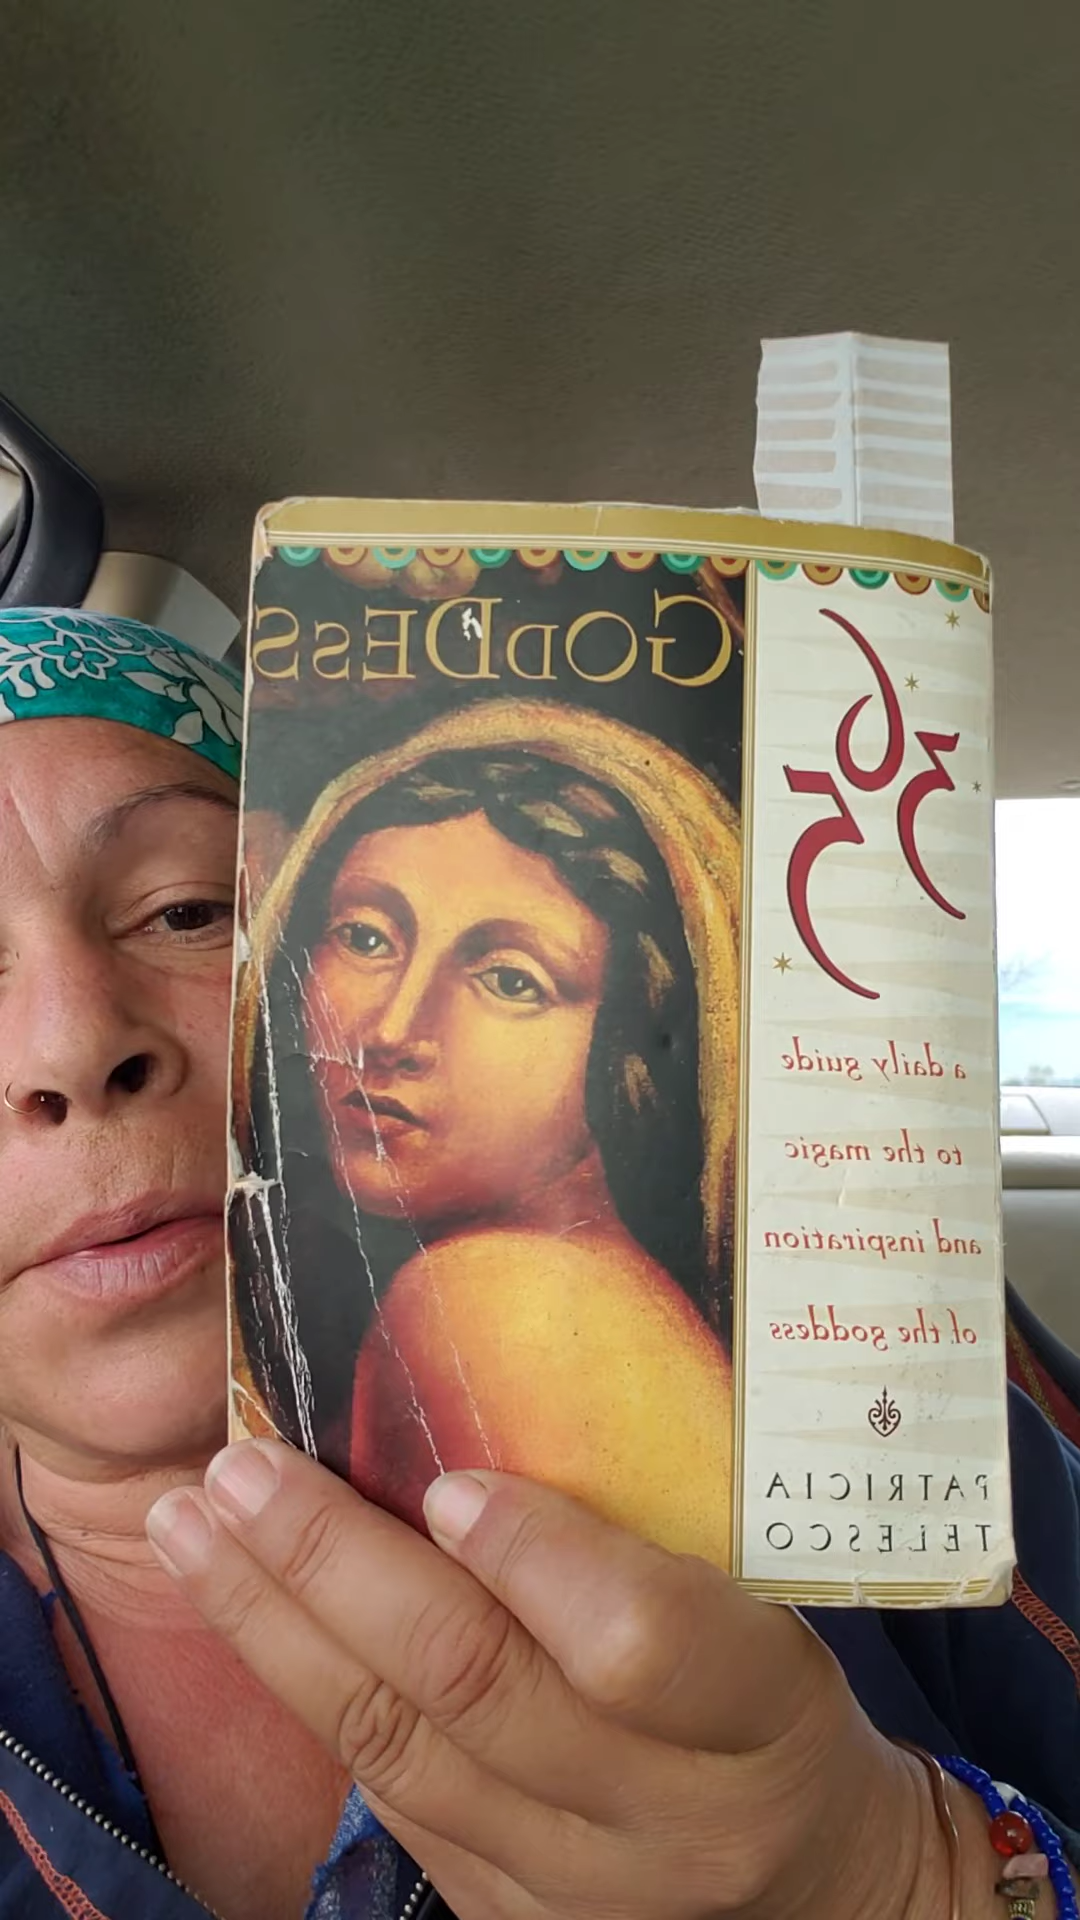 365
GODDESS
a daily guide
to the magic
and inspiration
of the goddess
PATRICIA
TELESCO